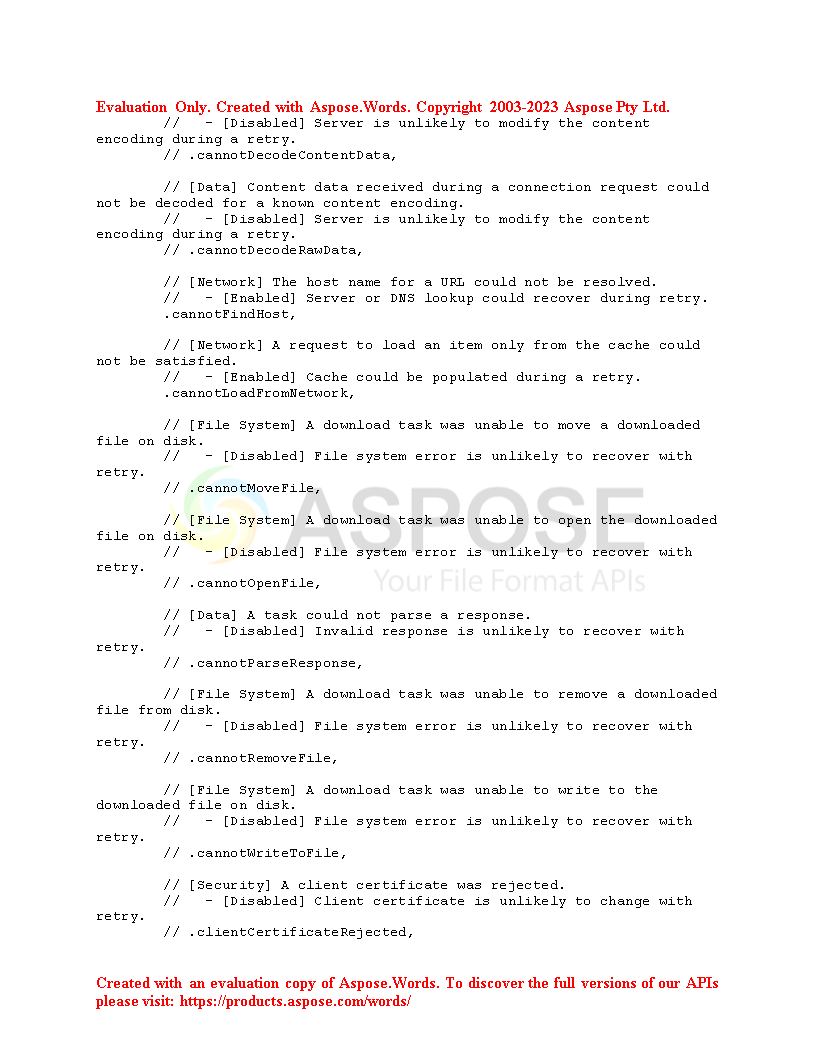 Evaluation Only. Created with Aspose.Words. Copyright 2003-2023 Aspose Pty Ltd.
        //   - [Disabled] Server is unlikely to modify the content
encoding during a retry.
        // .cannotDecodeContentData,

        // [Data] Content data received during a connection request could
not be decoded for a known content encoding.
        //   - [Disabled] Server is unlikely to modify the content
encoding during a retry.
        // .cannotDecodeRawData,

        // [Network] The host name for a URL could not be resolved.
        //   - [Enabled] Server or DNS lookup could recover during retry.
        .cannotFindHost,

        // [Network] A request to load an item only from the cache could
not be satisfied.
        //   - [Enabled] Cache could be populated during a retry.
        .cannotLoadFromNetwork,

        // [File System] A download task was unable to move a downloaded
file on disk.
        //   - [Disabled] File system error is unlikely to recover with
retry.
        // .cannotMoveFile,

        // [File System] A download task was unable to open the downloaded
file on disk.
        //   - [Disabled] File system error is unlikely to recover with
retry.
        // .cannotOpenFile,

        // [Data] A task could not parse a response.
        //   - [Disabled] Invalid response is unlikely to recover with
retry.
        // .cannotParseResponse,

        // [File System] A download task was unable to remove a downloaded
file from disk.
        //   - [Disabled] File system error is unlikely to recover with
retry.
        // .cannotRemoveFile,

        // [File System] A download task was unable to write to the
downloaded file on disk.
        //   - [Disabled] File system error is unlikely to recover with
retry.
        // .cannotWriteToFile,

        // [Security] A client certificate was rejected.
        //   - [Disabled] Client certificate is unlikely to change with
retry.
        // .clientCertificateRejected,

ASPOSE
Your File Format APIs

Created with an evaluation copy of Aspose.Words. To discover the full versions of our APIs
please visit: https://products.aspose.com/words/